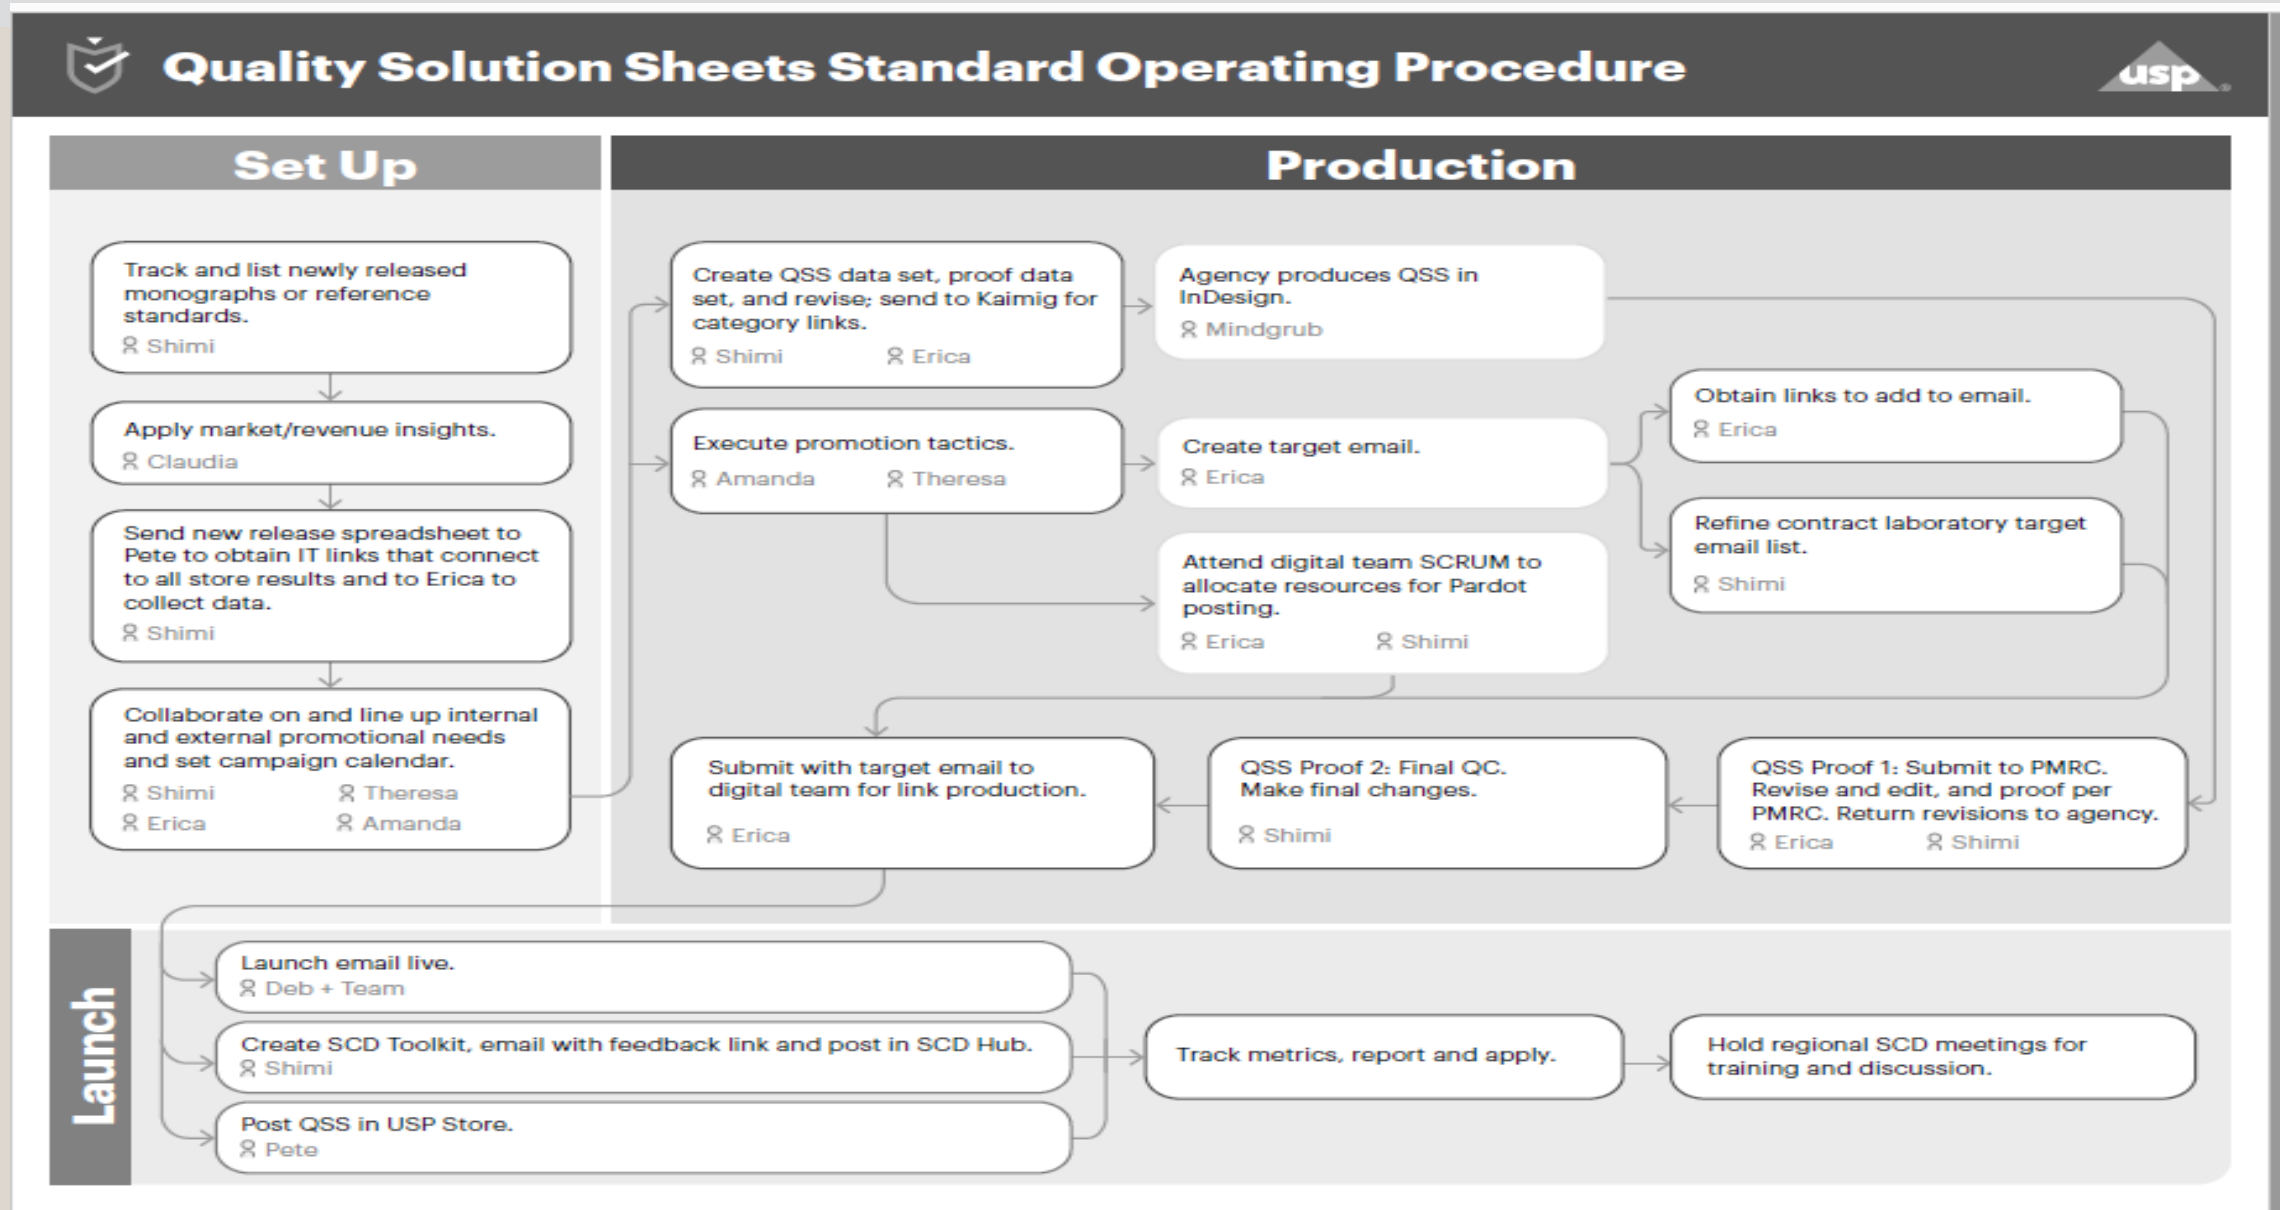 Quality Solution Sheets Standard Operating Procedure
usp®
Set Up
Track and list newly released
monographs or reference
standards.
Shimi
Apply market/revenue insights.
Claudia
Send new release spreadsheet to
Pete to obtain IT links that connect
to all store results and to Erica to
collect data.
Shimi
Collaborate on and line up internal
and external promotional needs
and set campaign calendar.
Shimi Theresa
Erica Amanda
Production
Create QSS data set, proof data
set, and revise; send to Kaimig for
category links.
Shimi Erica
Agency produces QSS in
InDesign.
Mindgrub
Execute promotion tactics.
Amanda Theresa
Create target email.
Erica
Obtain links to add to email.
Erica
Refine contract laboratory target
email list.
Shimi
Attend digital team SCRUM to
allocate resources for Pardot
posting.
Erica Shimi
Submit with target email to
digital team for link production.
Erica
QSS Proof 2: Final QC.
Make final changes.
Shimi
QSS Proof 1: Submit to PMRC.
Revise and edit, and proof per
PMRC. Return revisions to agency.
Erica Shimi
Launch
Launch email live.
Deb + Team
Create SCD Toolkit, email with feedback link and post in SCD Hub.
Shimi
Post QSS in USP Store.
Pete
Track metrics, report and apply.
Hold regional SCD meetings for
training and discussion.